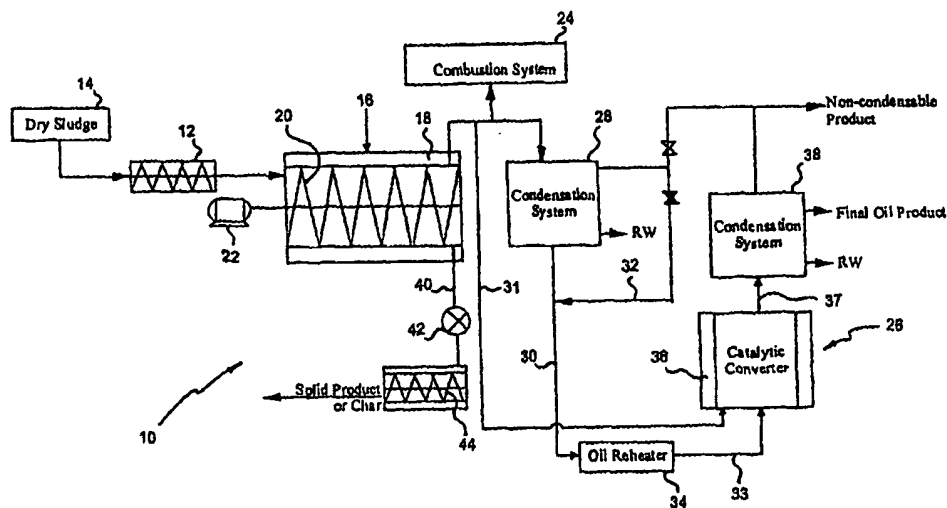 24
Combustion System
14
Dry Sludge
12
20
16
18
28
Non-condensable
Product
38
Condensation
System
Condensation
System
Final Oil Product
RW
RW
22
40
31
32
37
42
26
30
36
Catalytic
Converter
Solid Product
or Char
44
10
Oil Reheater
34
33